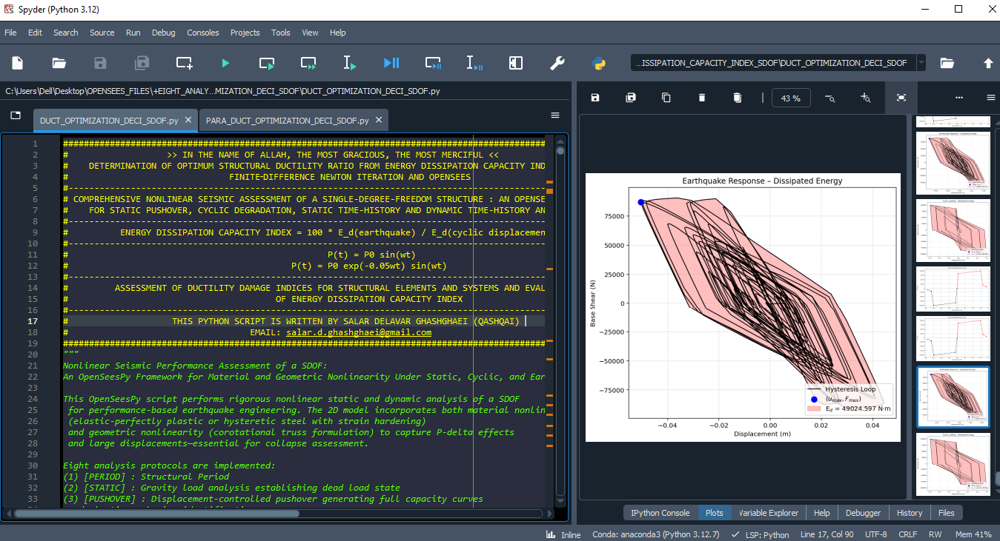 Spyder (Python 3.12)
File Edit Search Source Run Debug Consoles Projects Tools View Help
...ISSIPATION_CAPACITY_INDEX_SDOF\DUCT_OPTIMIZATION_DECI_SDOF
C:\Users\Dell\Desktop\OPENSEES_FILES\+EIGHT_ANALY...MIZATION_DECI_SDOF\DUCT_OPTIMIZATION_DECI_SDOF.py
DUCT_OPTIMIZATION_DECI_SDOF.py PARA_DUCT_OPTIMIZATION_DECI_SDOF.py
1 ###########################################################################################
2 # >> IN THE NAME OF ALLAH, THE MOST GRACIOUS, THE MOST MERCIFUL <<
3 # DETERMINATION OF OPTIMUM STRUCTURAL DUCTILITY RATIO FROM ENERGY DISSIPATION CAPACITY IND
4 # FINITE-DIFFERENCE NEWTON ITERATION AND OPENSEES
5 #------------------------------------------------------------------------------------------
6 # COMPREHENSIVE NONLINEAR SEISMIC ASSESSMENT OF A SINGLE-DEGREE-FREEDOM STRUCTURE : AN OPENSE
7 # FOR STATIC PUSHOVER, CYCLIC DEGRADATION, STATIC TIME-HISTORY AND DYNAMIC TIME-HISTORY AN
8 #------------------------------------------------------------------------------------------
9 # ENERGY DISSIPATION CAPACITY INDEX = 100 * E_d(earthquake) / E_d(cyclic displacemen
10 #------------------------------------------------------------------------------------------
11 # P(t) = P0 sin(wt)
12 # P(t) = P0 exp(-0.05wt) sin(wt)
13 #------------------------------------------------------------------------------------------
14 # ASSESSMENT OF DUCTILITY DAMAGE INDICES FOR STRUCTURAL ELEMENTS AND SYSTEMS AND EVAL
15 # OF ENERGY DISSIPATION CAPACITY INDEX
16 #------------------------------------------------------------------------------------------
17 # THIS PYTHON SCRIPT IS WRITTEN BY SALAR DELAVAR GHASHGHAEI (QASHQAI)
18 # EMAIL: salar.d.ghashghaei@gmail.com
19 ###########################################################################################
20 """
21 Nonlinear Seismic Performance Assessment of a SDOF:
22 An OpenSeesPy Framework for Material and Geometric Nonlinearity Under Static, Cyclic, and Ear
23
24 This OpenSeesPy script performs rigorous nonlinear static and dynamic analysis of a SDOF
25 for performance-based earthquake engineering. The 2D model incorporates both material nonlin
26 (elastic-perfectly plastic or hysteretic steel with strain hardening)
27 and geometric nonlinearity (corotational truss formulation) to capture P-delta effects
28 and large displacements—essential for collapse assessment.
29
30 Eight analysis protocols are implemented:
31 (1) [PERIOD] : Structural Period
32 (2) [STATIC] : Gravity load analysis establishing dead load state
33 (3) [PUSHOVER] : Displacement-controlled pushover generating full capacity curves
43 %
Earthquake Response – Dissipated Energy
Base Shear (N)
75000
50000
25000
0
−25000
−50000
−75000
Hysteresis Loop
(umax, Fmax)
Ed = 49024.597 N·m
−0.04 −0.02 0.00 0.02 0.04
Displacement (m)
IPython Console Plots Variable Explorer Help Debugger History Files
Inline Conda: anaconda3 (Python 3.12.7) LSP: Python Line 17, Col 90 UTF-8 CRLF RW Mem 41%